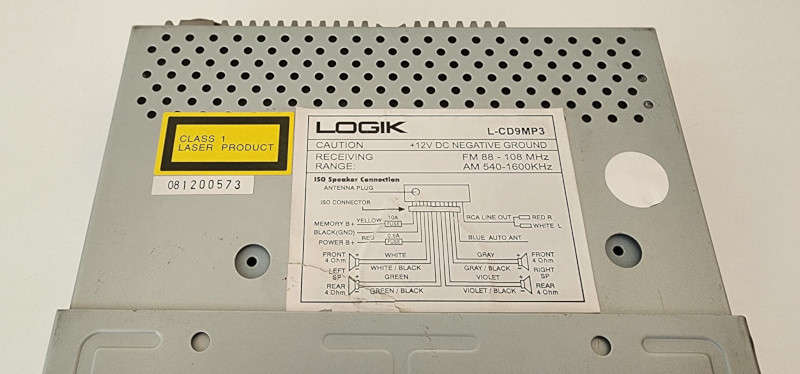 CLASS 1
LASER PRODUCT
081200573
LOGIK L-CD9MP3
CAUTION +12V DC NEGATIVE GROUND
RECEIVING FM 88 - 108 MHz
RANGE: AM 540-1600KHz
ISO Speaker Connection
ANTENNA PLUG
ISO CONNECTOR
MEMORY B+ YELLOW 10A FUSE
BLACK(GND)
POWER B+ RED 0.5A FUSE
RCA LINE OUT RED R
WHITE L
BLUE AUTO ANT
FRONT 4 Ohm + - WHITE
WHITE / BLACK
LEFT SP
REAR 4 Ohm + - GREEN
GREEN / BLACK
GRAY + - FRONT 4 Ohm
GRAY / BLACK
RIGHT SP
VIOLET + - REAR 4 Ohm
VIOLET / BLACK